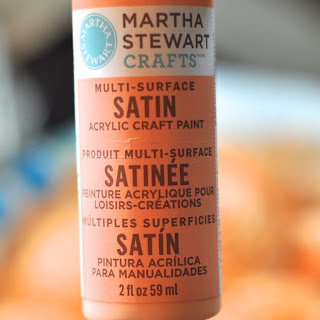 MARTHA
STEWART
MARTHA
STEWART
CRAFTS™
MULTI-SURFACE
SATIN
ACRYLIC CRAFT PAINT
PRODUIT MULTI-SURFACE
SATINÉE
PEINTURE ACRYLIQUE POUR
LOISIRS-CRÉATIONS
MÚLTIPLES SUPERFICIES
SATÍN
PINTURA ACRÍLICA
PARA MANUALIDADES
2 fl oz 59 ml